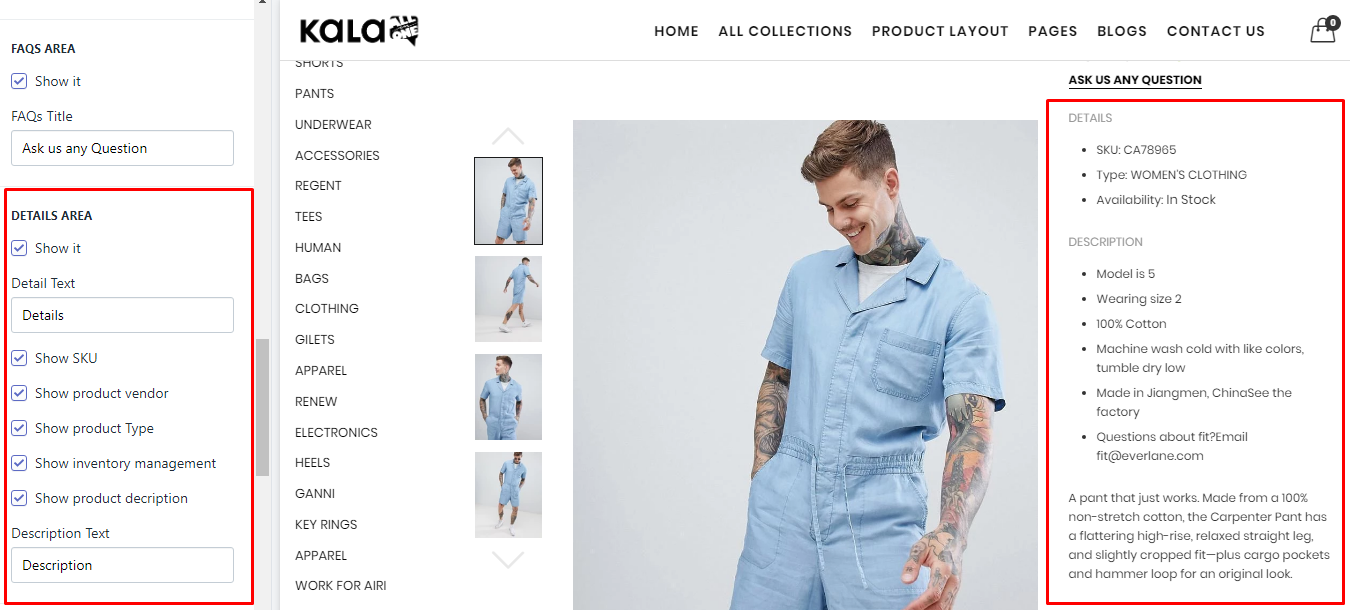 FAQS AREA
Show it
FAQs Title
Ask us any Question
DETAILS AREA
Show it
Detail Text
Details
Show SKU
Show product vendor
Show product Type
Show inventory management
Show product decription
Description Text
Description
KALA ALL
ONE
HOME ALL COLLECTIONS PRODUCT LAYOUT PAGES BLOGS CONTACT US 0
SHORTS
PANTS
UNDERWEAR
ACCESSORIES
REGENT
TEES
HUMAN
BAGS
CLOTHING
GILETS
APPAREL
RENEW
ELECTRONICS
HEELS
GANNI
KEY RINGS
APPAREL
WORK FOR AIRI
ASK US ANY QUESTION
DETAILS
SKU: CA78965
Type: WOMEN'S CLOTHING
Availability: In Stock
DESCRIPTION
Model is 5
Wearing size 2
100% Cotton
Machine wash cold with like colors,
tumble dry low
Made in Jiangmen, ChinaSee the
factory
Questions about fit?Email
fit@everlane.com
A pant that just works. Made from a 100%
non-stretch cotton, the Carpenter Pant has
a flattering high-rise, relaxed straight leg,
and slightly cropped fit—plus cargo pockets
and hammer loop for an original look.